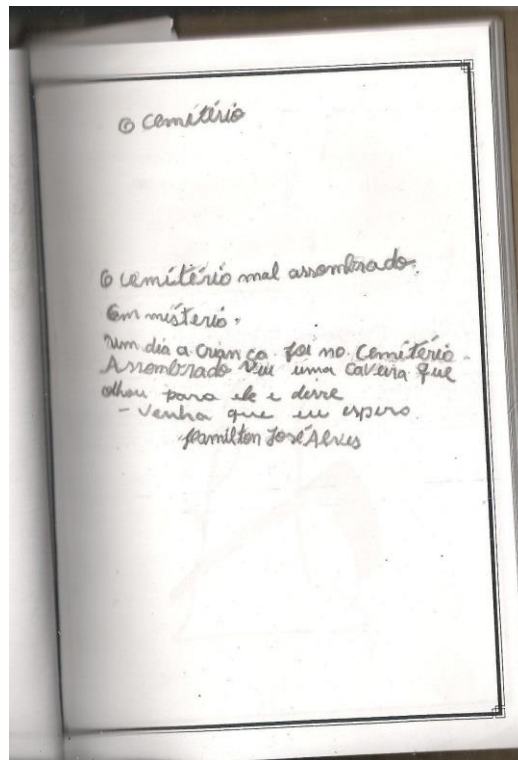 O cemitério
O cemitério mal assombrado.
Em mistério.
num dia a criança foi no Cemitério
Assombrado Viu uma Caveira que
olhou para ele e disse
- Venha que eu espero.
Hamilton José Alves